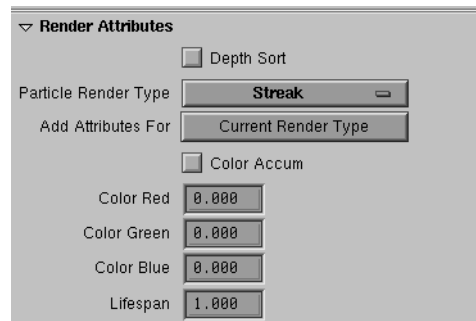 Render Attributes
Depth Sort
Particle Render Type Streak
Add Attributes For Current Render Type
Color Accum
Color Red 0.000
Color Green 0.000
Color Blue 0.000
Lifespan 1.000